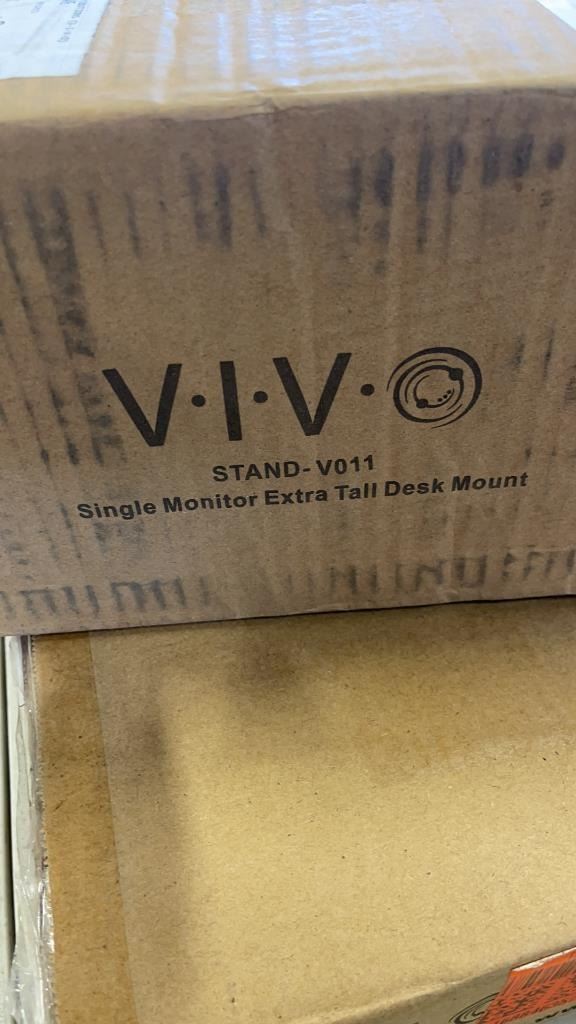 V·I·V·O
STAND-V011
Single Monitor Extra Tall Desk Mount